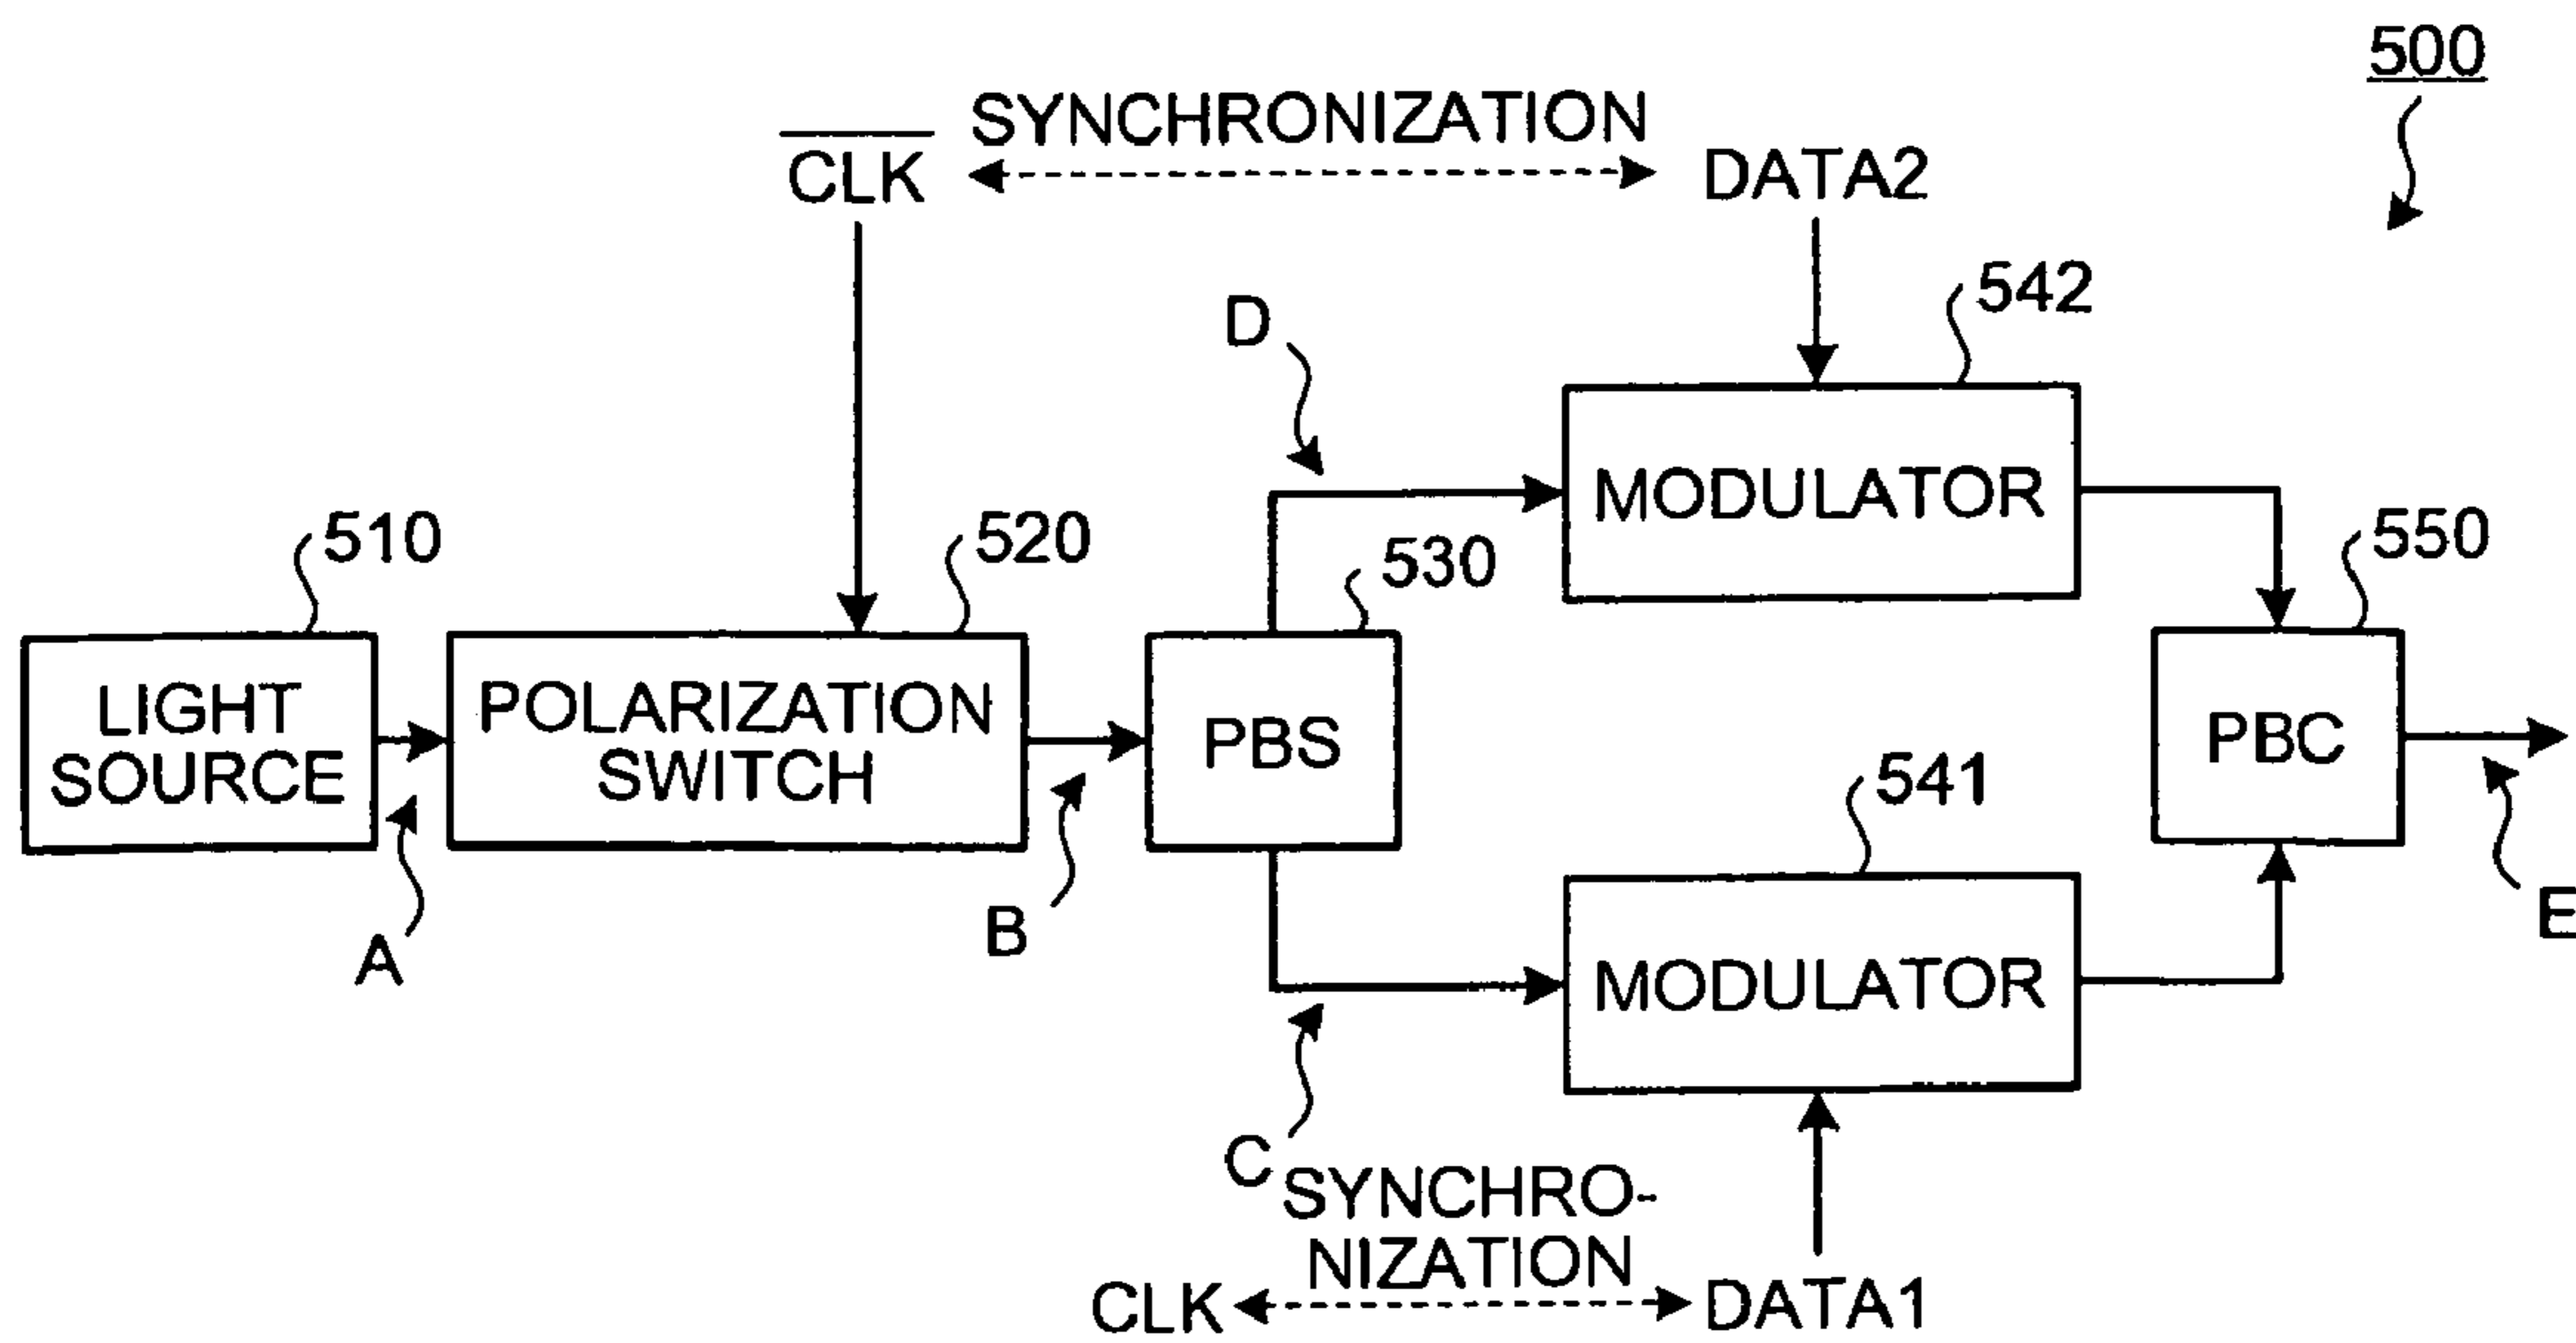 500
SYNCHRONIZATION
C̅L̅K̅
DATA2
542
D
510
520
530
550
MODULATOR
LIGHT
SOURCE
POLARIZATION
SWITCH
PBS
PBC
541
A
B
E
MODULATOR
C
SYNCHRO-
NIZATION
CLK
DATA1